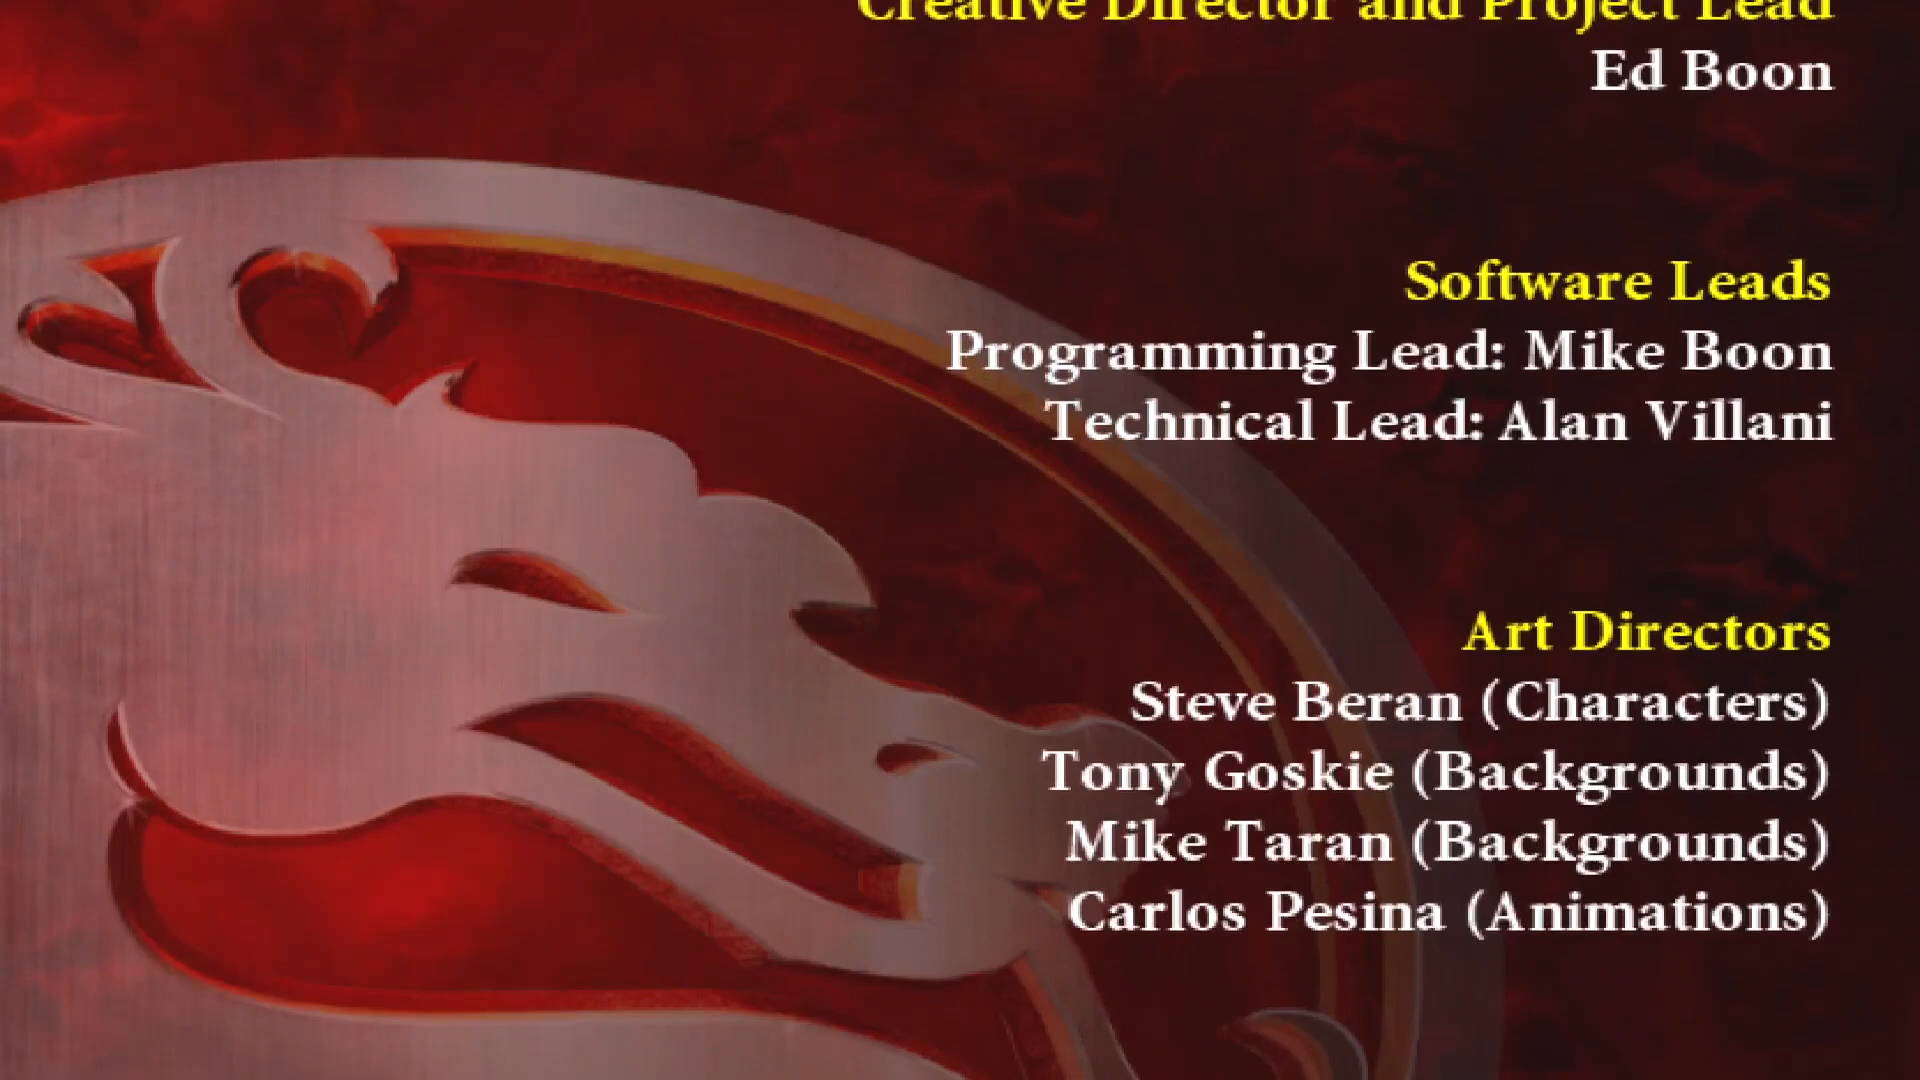 Creative Director and Project Lead
Ed Boon
Software Leads
Programming Lead: Mike Boon
Technical Lead: Alan Villani
Art Directors
Steve Beran (Characters)
Tony Goskie (Backgrounds)
Mike Taran (Backgrounds)
Carlos Pesina (Animations)